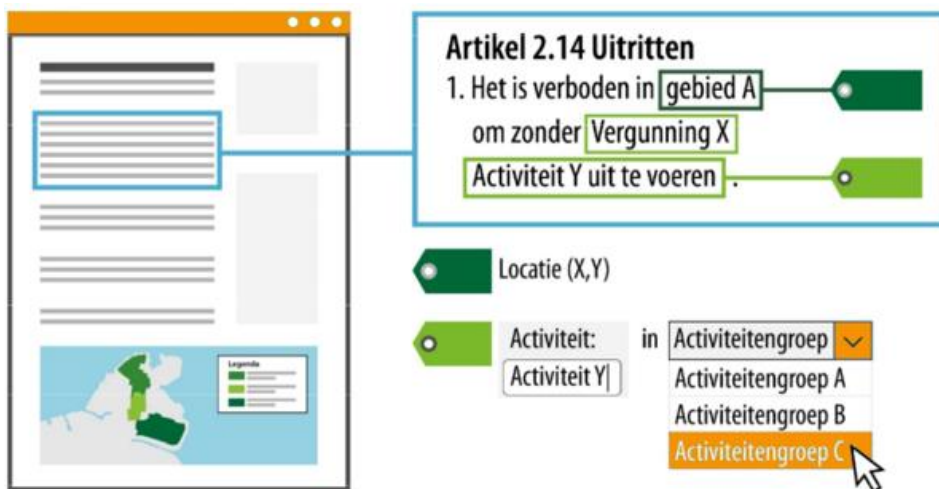 Artikel 2.14 Uitritten
1. Het is verboden in gebied A
om zonder Vergunning X
Activiteit Y uit te voeren .
Locatie (X,Y)
Activiteit: in Activiteitengroep
Activiteit Y
Activiteitengroep A
Activiteitengroep B
Activiteitengroep C
Legenda